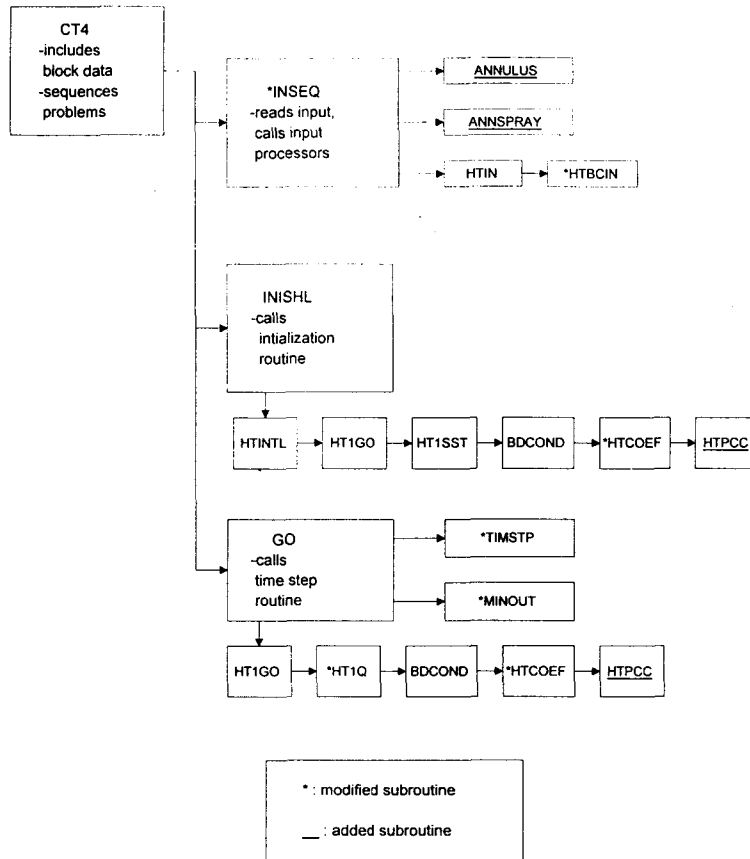 CT4
-includes
block data
-sequences
problems
*INSEQ
-reads input,
calls input
processors
ANNULUS
ANNSPRAY
HTIN
*HTBCIN
INISHL
-calls
intialization
routine
HTINTL
HT1GO
HT1SST
BDCOND
*HTCOEF
HTPCC
GO
-calls
time step
routine
*TIMSTP
*MINOUT
HT1GO
*HT1Q
BDCOND
*HTCOEF
HTPCC
* : modified subroutine
__ : added subroutine